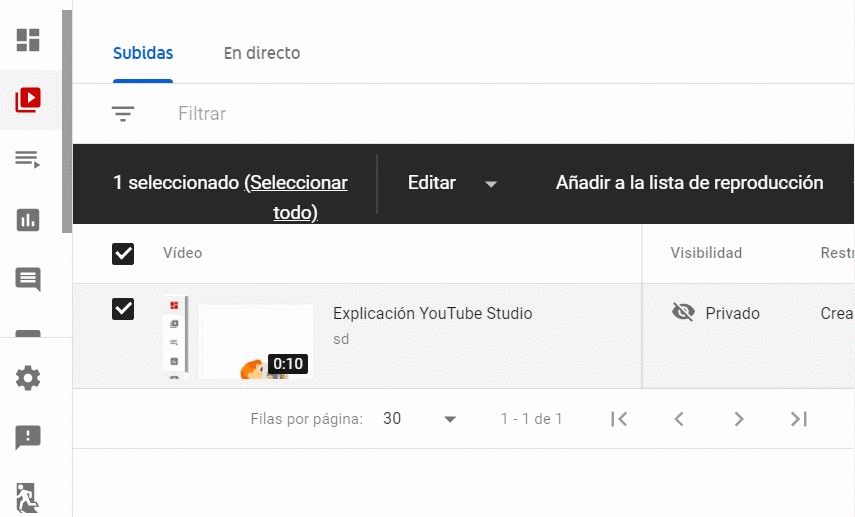 Subidas En directo
Filtrar
1 seleccionado (Seleccionar todo) Editar Añadir a la lista de reproducción
Vídeo Visibilidad Restr
Explicación YouTube Studio Privado Crea
sd
0:10
Filas por página: 30 1 - 1 de 1